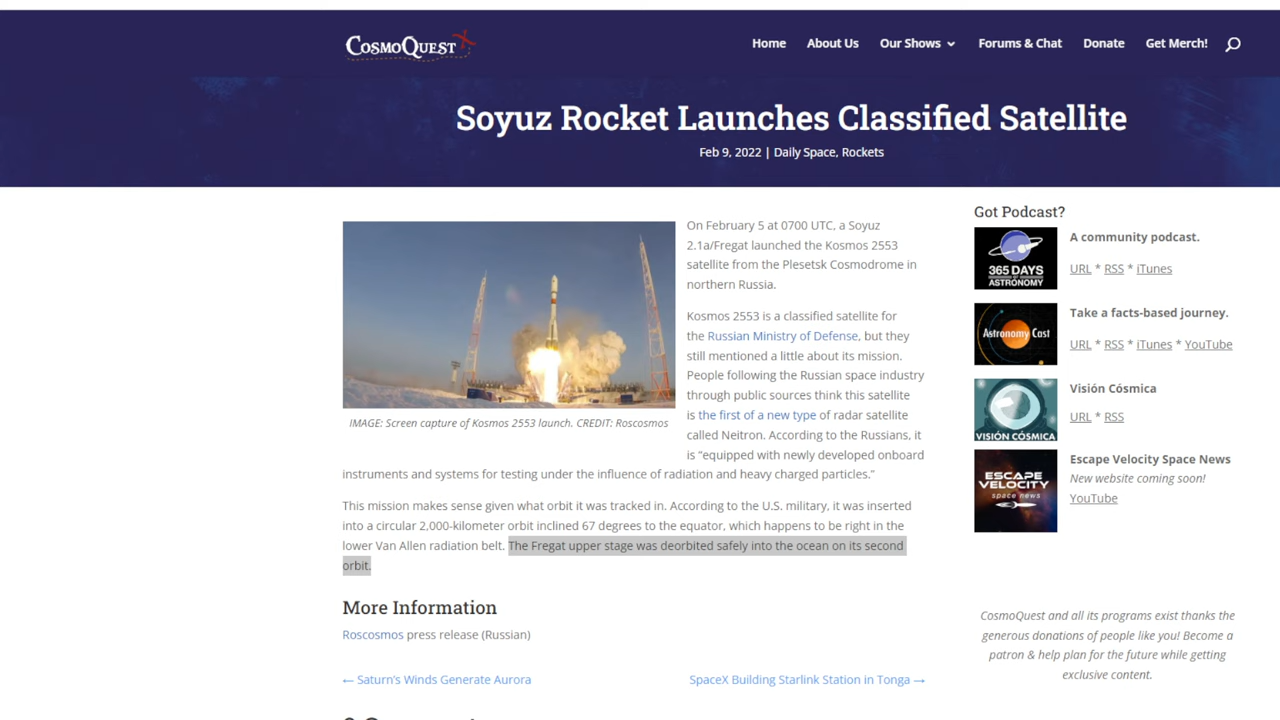 CosmoQuest
Home About Us Our Shows Forums & Chat Donate Get Merch!
Soyuz Rocket Launches Classified Satellite
Feb 9, 2022 | Daily Space, Rockets
On February 5 at 0700 UTC, a Soyuz
2.1a/Fregat launched the Kosmos 2553
satellite from the Plesetsk Cosmodrome in
northern Russia.
Kosmos 2553 is a classified satellite for
the Russian Ministry of Defense, but they
still mentioned a little about its mission.
People following the Russian space industry
through public sources think this satellite
is the first of a new type of radar satellite
called Neitron. According to the Russians, it
is “equipped with newly developed onboard
instruments and systems for testing under the influence of radiation and heavy charged particles.”
IMAGE: Screen capture of Kosmos 2553 launch. CREDIT: Roscosmos
This mission makes sense given what orbit it was tracked in. According to the U.S. military, it was inserted
into a circular 2,000-kilometer orbit inclined 67 degrees to the equator, which happens to be right in the
lower Van Allen radiation belt. The Fregat upper stage was deorbited safely into the ocean on its second
orbit.
More Information
Roscosmos press release (Russian)
← Saturn’s Winds Generate Aurora
SpaceX Building Starlink Station in Tonga →
Got Podcast?
365 DAYS
OF
ASTRONOMY
A community podcast.
URL * RSS * iTunes
Astronomy Cast
Take a facts-based journey.
URL * RSS * iTunes * YouTube
VISIÓN CÓSMICA
Visión Cósmica
URL * RSS
ESCAPE
VELOCITY
space news
Escape Velocity Space News
New website coming soon!
YouTube
CosmoQuest and all its programs exist thanks the
generous donations of people like you! Become a
patron & help plan for the future while getting
exclusive content.